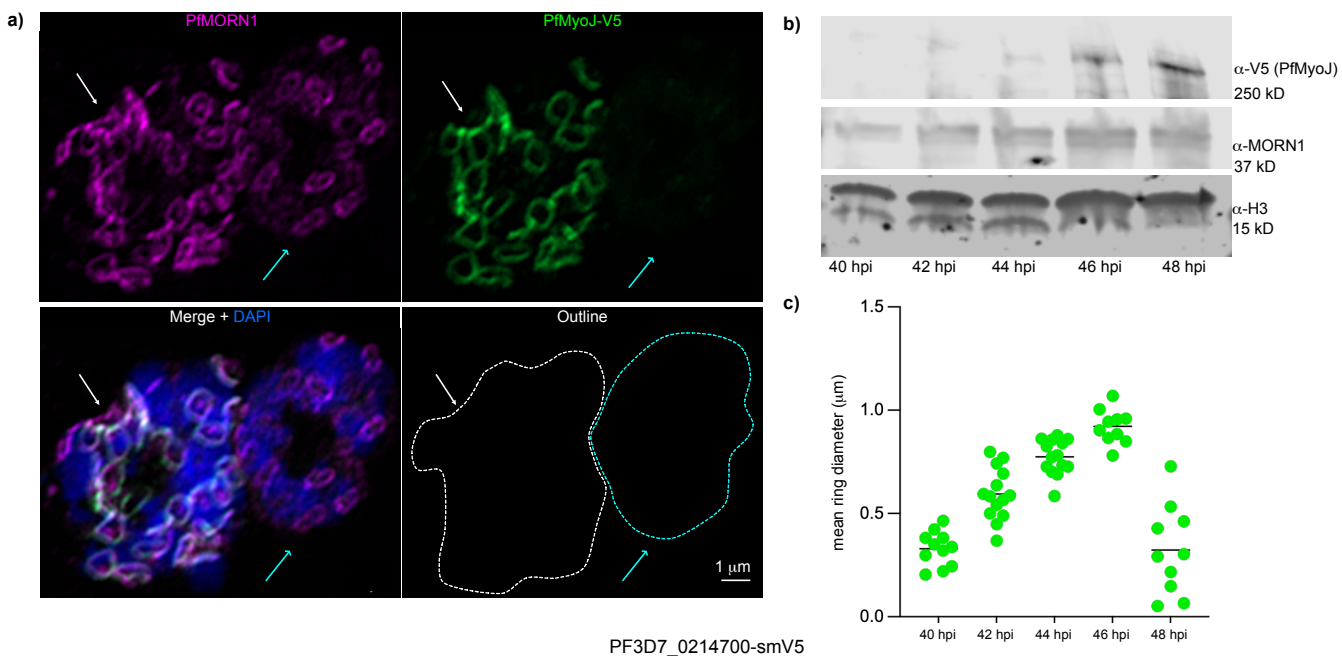 a)
PfMORN1
PfMyoJ-V5
Merge + DAPI
Outline
1 μm
b)
α-V5 (PfMyoJ)
250 kD
α-MORN1
37 kD
α-H3
15 kD
40 hpi 42 hpi 44 hpi 46 hpi 48 hpi
c)
mean ring diameter (μm)
1.5
1.0
0.5
0.0
40 hpi 42 hpi 44 hpi 46 hpi 48 hpi
PF3D7_0214700-smV5